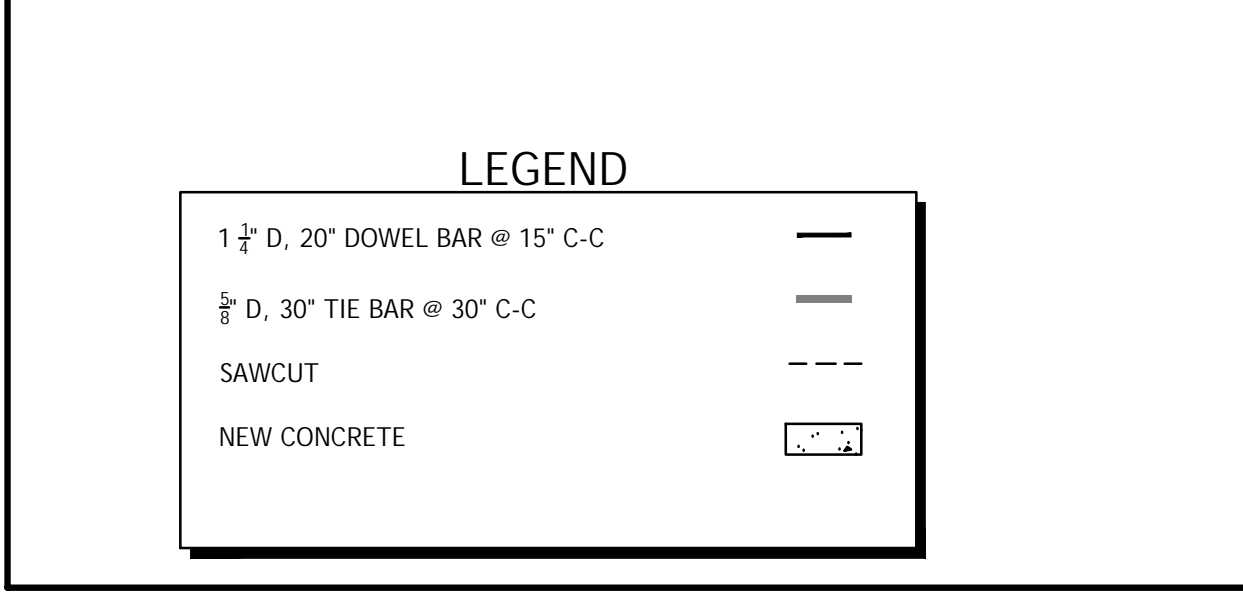 LEGEND
1 1/4" D, 20" DOWEL BAR @ 15" C-C
5/8" D, 30" TIE BAR @ 30" C-C
SAWCUT
NEW CONCRETE